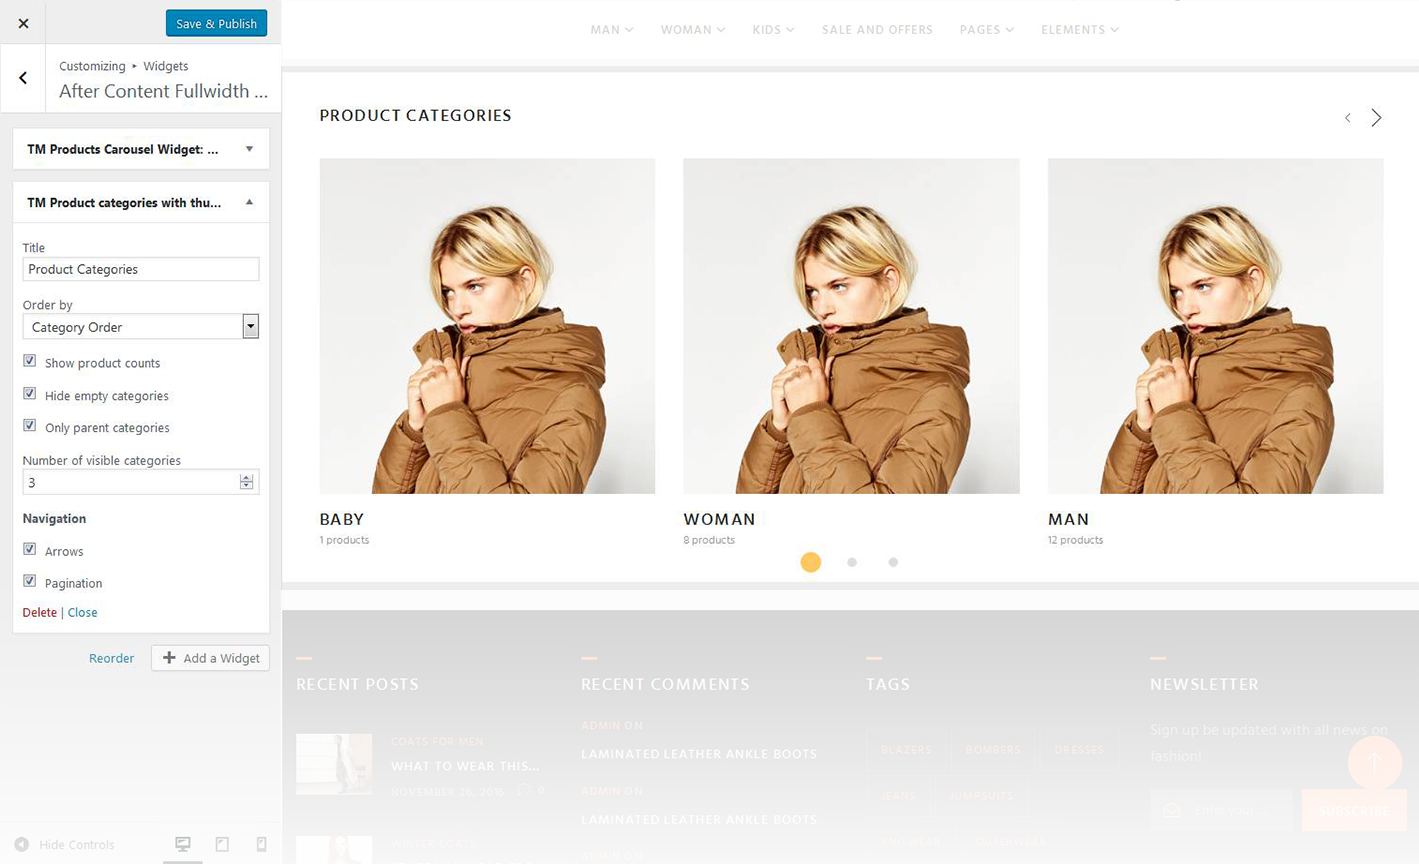 Save & Publish
Customizing ▸ Widgets
After Content Fullwidth ...
TM Products Carousel Widget: ...
TM Product categories with thu...
Title
Product Categories
Order by
Category Order
Show product counts
Hide empty categories
Only parent categories
Number of visible categories
3
Navigation
Arrows
Pagination
Delete | Close
Reorder
Add a Widget
Hide Controls
MAN
WOMAN
KIDS
SALE AND OFFERS
PAGES
ELEMENTS
PRODUCT CATEGORIES
BABY
1 products
WOMAN
8 products
MAN
12 products
RECENT POSTS
COATS FOR MEN
WHAT TO WEAR THIS...
NOVEMBER 26, 2016
0
WINTER COATS
RECENT COMMENTS
ADMIN ON
LAMINATED LEATHER ANKLE BOOTS
ADMIN ON
LAMINATED LEATHER ANKLE BOOTS
ADMIN ON
TAGS
BLAZERS
BOMBERS
DRESSES
JEANS
JUMPSUITS
NEWSLETTER
Sign up be updated with all news on
fashion!
Enter your
SUBSCRIBE